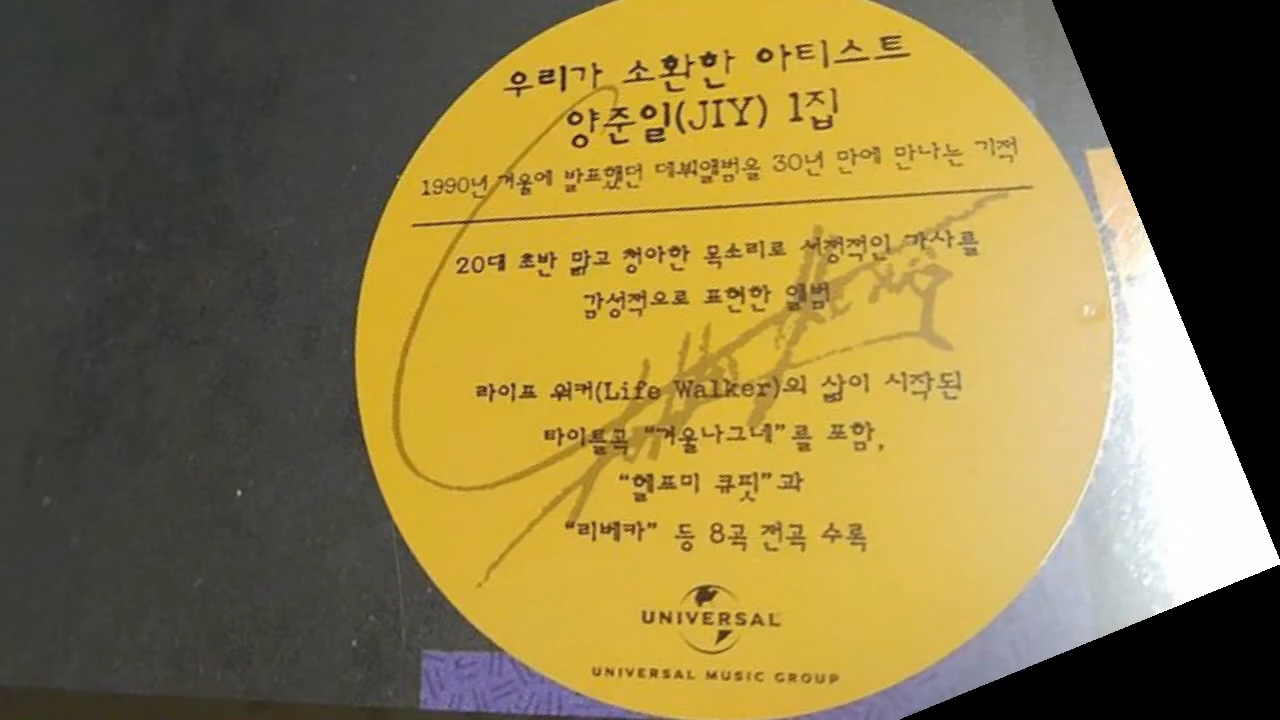 우리가 소환한 아티스트
양준일(JIY) 1집
1990년 겨울에 발표했던 데뷔앨범을 30년 만에 만나는 기적
20대 초반 맑고 청아한 목소리로 서정적인 가사를
감성적으로 표현한 앨범
라이프 워커(Life Walker)의 삶이 시작된
타이틀곡 “겨울나그네”를 포함,
“헬프미 큐핏”과
“리베카” 등 8곡 전곡 수록
UNIVERSAL
UNIVERSAL MUSIC GROUP